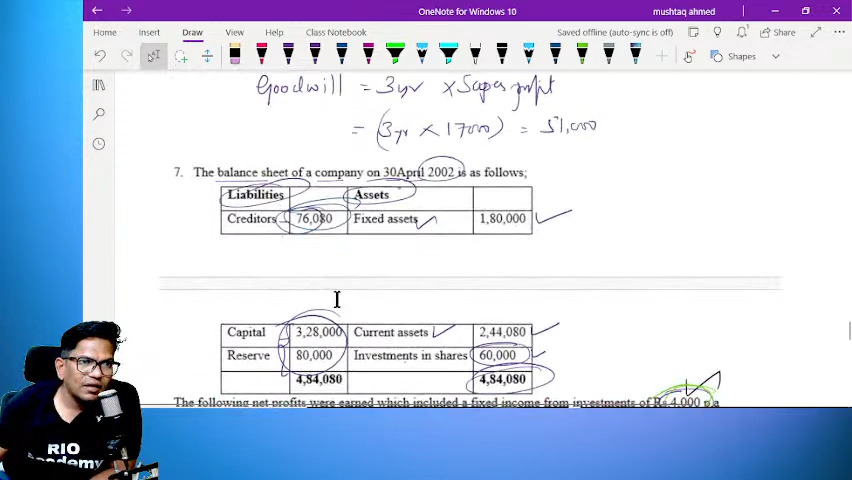 OneNote for Windows 10
mushtaq ahmed
Home Insert Draw View Help Class Notebook
Saved offline (auto-sync is off) Share
Shapes
Goodwill = 3yr × Super profit
= (3yr × 17000) = 51,000
7. The balance sheet of a company on 30April 2002 is as follows;
Liabilities Assets
Creditors 76,080 Fixed assets 1,80,000
Capital 3,28,000 Current assets 2,44,080
Reserve 80,000 Investments in shares 60,000
4,84,080 4,84,080
The following net profits were earned which included a fixed income from investments of Rs.4,000 p.a
RIO
Academy